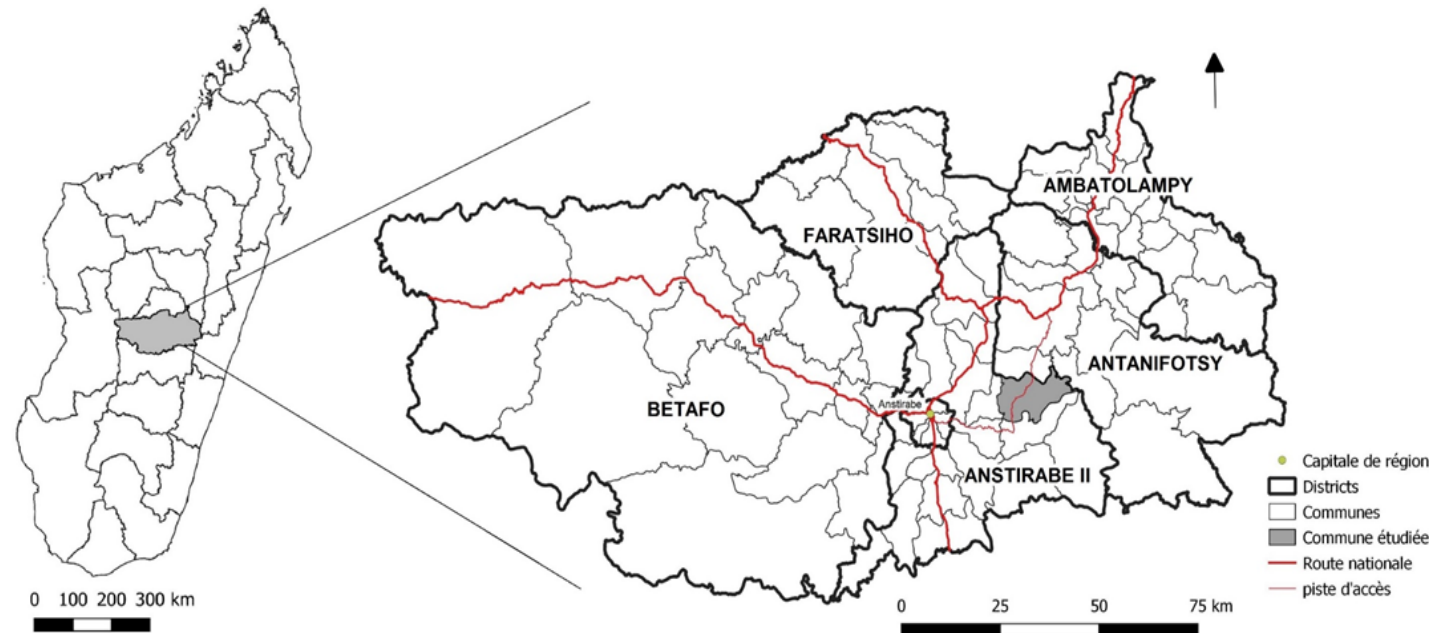 AMBATOLAMPY
FARATSIHO
ANTANIFOTSY
BETAFO
Anstirabe
ANSTIRABE II
Capitale de région
Districts
Communes
Commune étudiée
Route nationale
piste d'accès
0 100 200 300 km
0 25 50 75 km